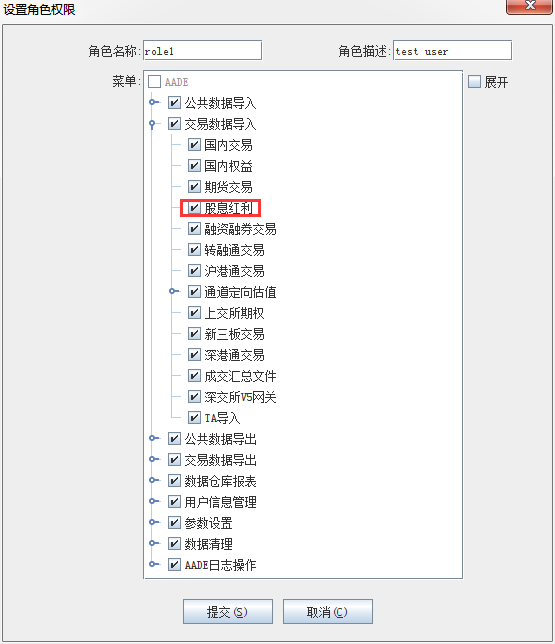 设置角色权限
角色名称: role1 角色描述: test user
菜单: AADE 展开
公共数据导入
交易数据导入
国内交易
国内权益
期货交易
股息红利
融资融券交易
转融通交易
沪港通交易
通道定向估值
上交所期权
新三板交易
深港通交易
成交汇总文件
深交所V5网关
TA导入
公共数据导出
交易数据导出
数据仓库报表
用户信息管理
参数设置
数据清理
AADE日志操作
提交(S) 取消(C)